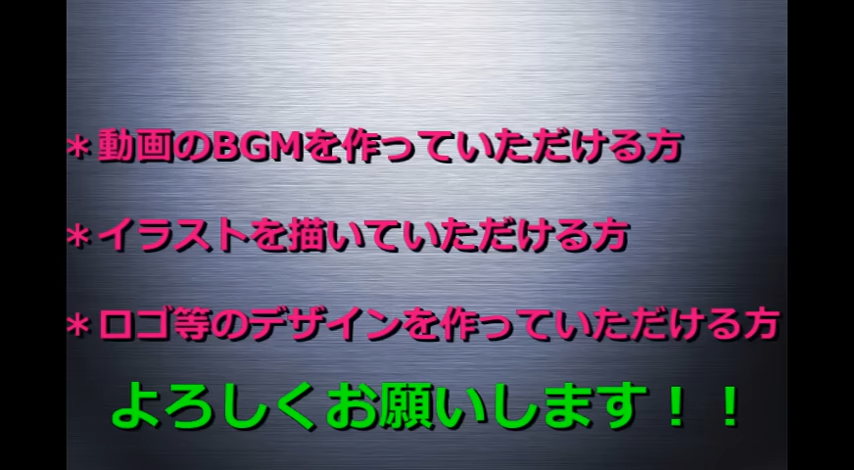 ＊動画のBGMを作っていただける方
＊イラストを描いていただける方
＊ロゴ等のデザインを作っていただける方
よろしくお願いします！！